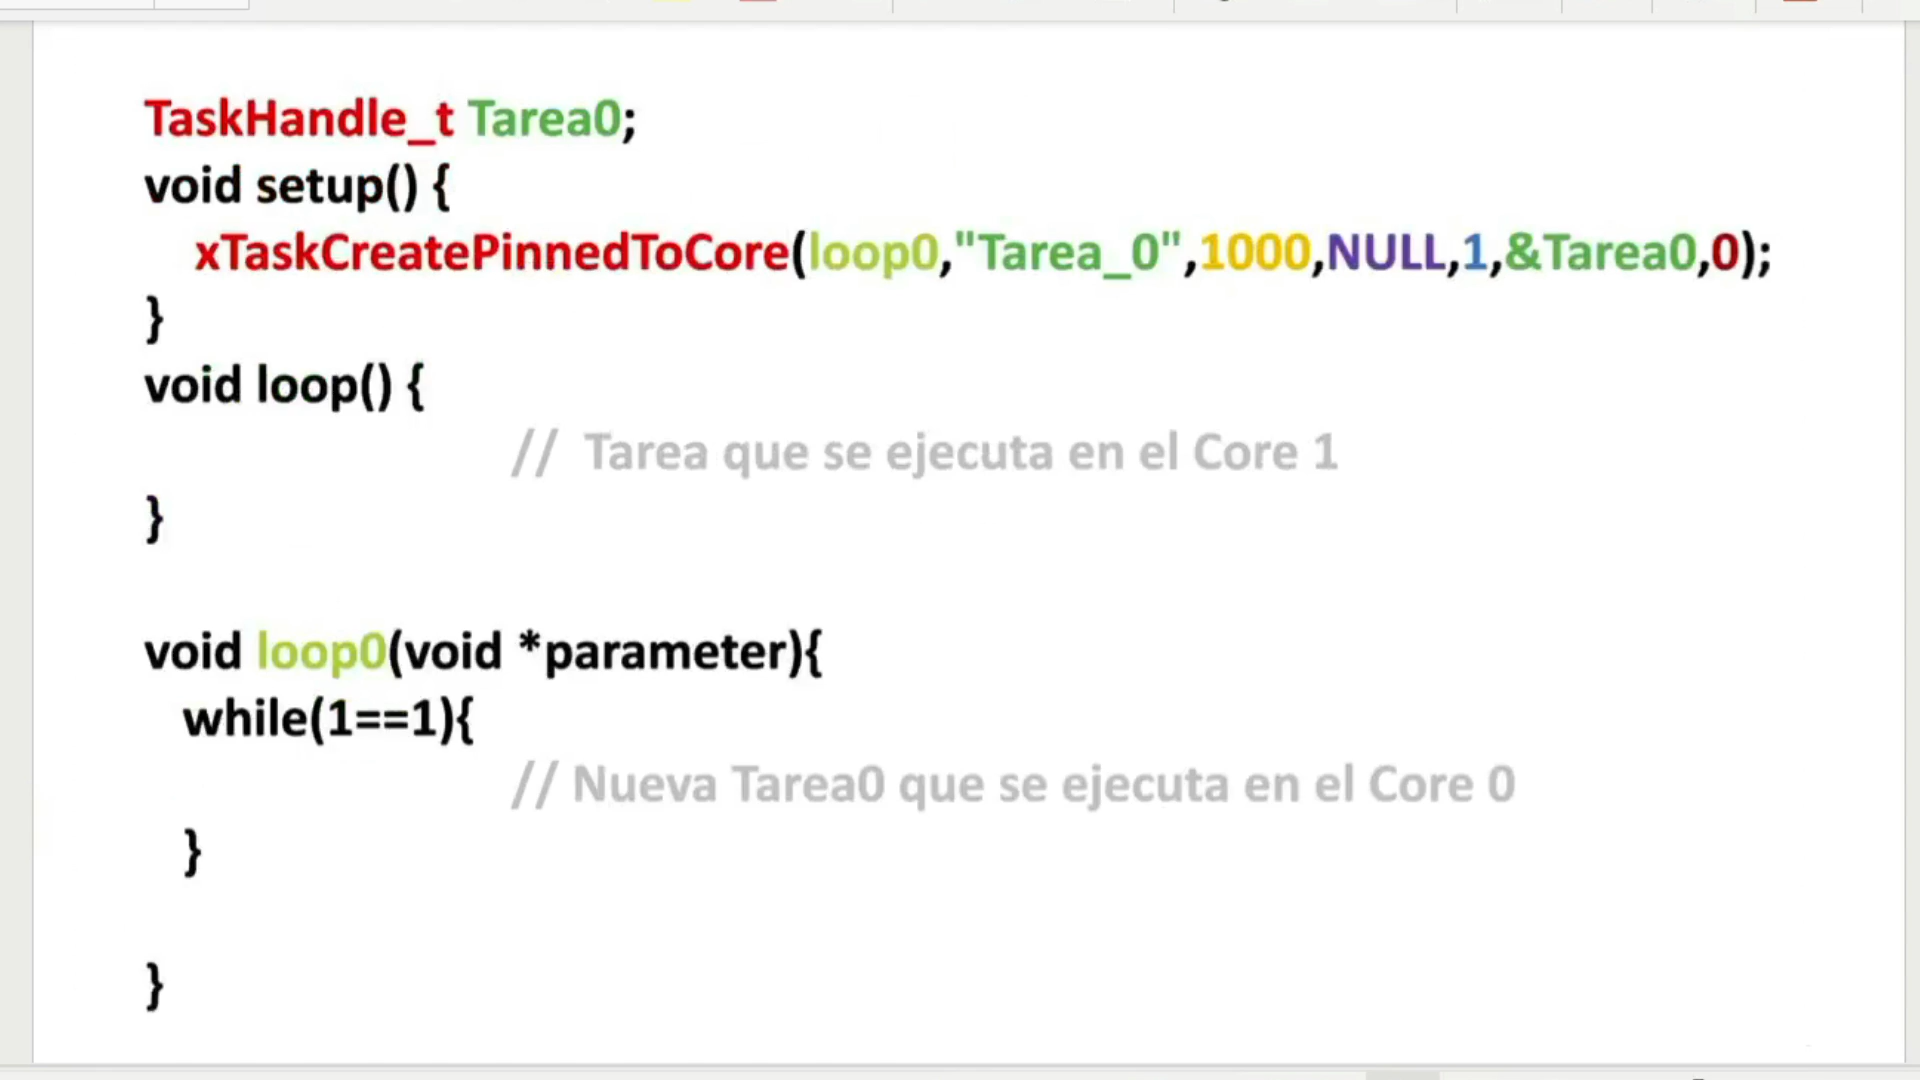 TaskHandle_t Tarea0;
void setup() {
xTaskCreatePinnedToCore(loop0,"Tarea_0",1000,NULL,1,&Tarea0,0);
}
void loop() {
// Tarea que se ejecuta en el Core 1
}
void loop0(void *parameter){
while(1==1){
// Nueva Tarea0 que se ejecuta en el Core 0
}
}